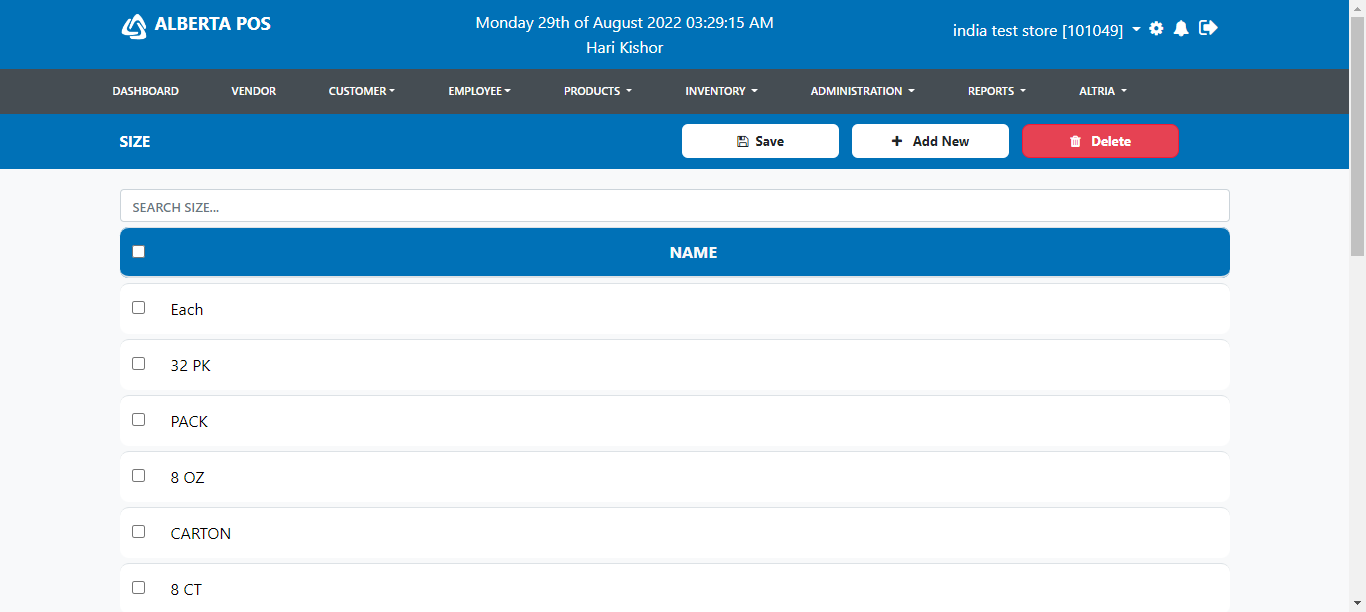 ALBERTA POS
Monday 29th of August 2022 03:29:15 AM
Hari Kishor
india test store [101049]
DASHBOARD VENDOR CUSTOMER EMPLOYEE PRODUCTS INVENTORY ADMINISTRATION REPORTS ALTRIA
SIZE
Save Add New Delete
SEARCH SIZE...
NAME
Each
32 PK
PACK
8 OZ
CARTON
8 CT